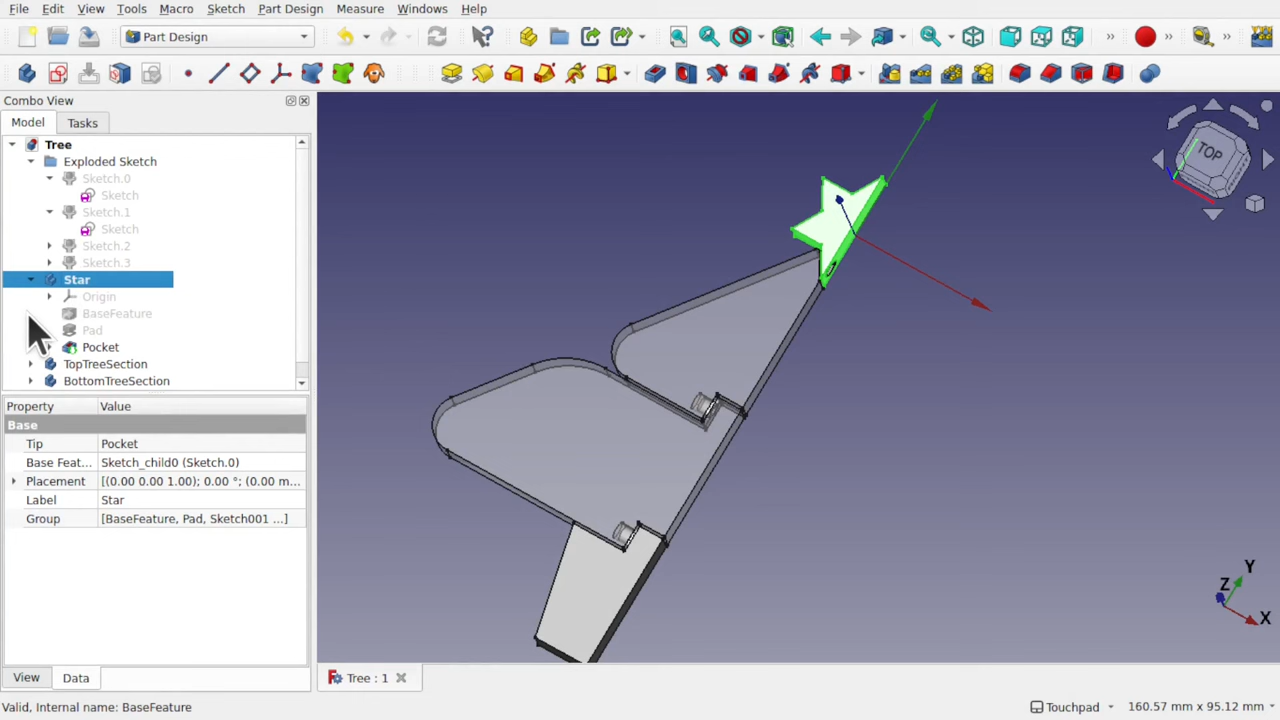 File Edit View Tools Macro Sketch Part Design Measure Windows Help
Part Design
Combo View
Model Tasks
Tree
Exploded Sketch
Sketch.0
Sketch
Sketch.1
Sketch
Sketch.2
Sketch.3
Star
Origin
BaseFeature
Pad
Pocket
TopTreeSection
BottomTreeSection
Property Value
Base
Tip Pocket
Base Feat... Sketch_child0 (Sketch.0)
Placement [(0.00 0.00 1.00); 0.00 °; (0.00 m...
Label Star
Group [BaseFeature, Pad, Sketch001 ...]
View Data
TOP
Y
Z
X
Tree : 1
Valid, Internal name: BaseFeature
Touchpad 160.57 mm x 95.12 mm